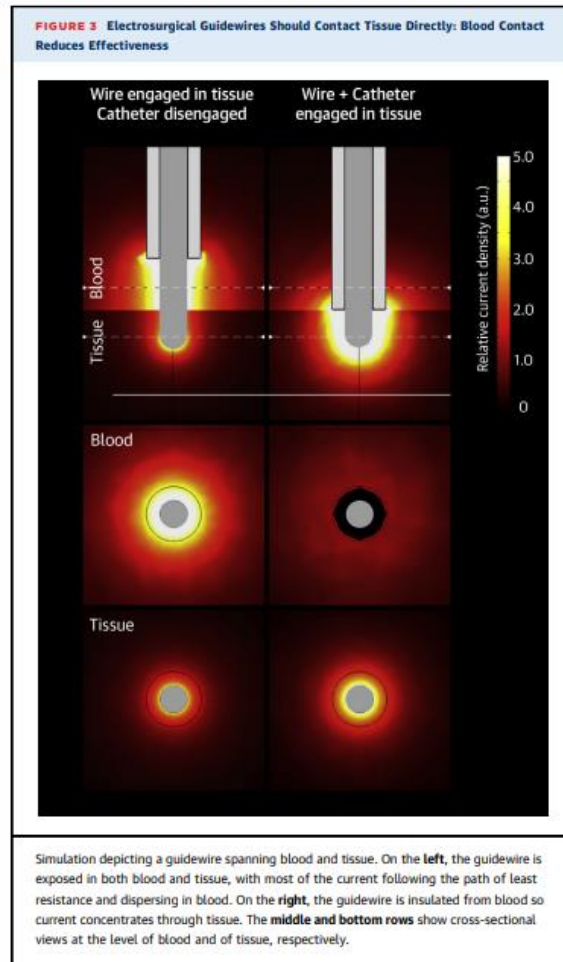 FIGURE 3 Electrosurgical Guidewires Should Contact Tissue Directly: Blood Contact
Reduces Effectiveness
Wire engaged in tissue
Catheter disengaged
Wire + Catheter
engaged in tissue
Blood
Tissue
5.0
4.0
3.0
2.0
1.0
0
Relative current density (a.u.)
Blood
Tissue
Simulation depicting a guidewire spanning blood and tissue. On the left, the guidewire is
exposed in both blood and tissue, with most of the current following the path of least
resistance and dispersing in blood. On the right, the guidewire is insulated from blood so
current concentrates through tissue. The middle and bottom rows show cross-sectional
views at the level of blood and of tissue, respectively.